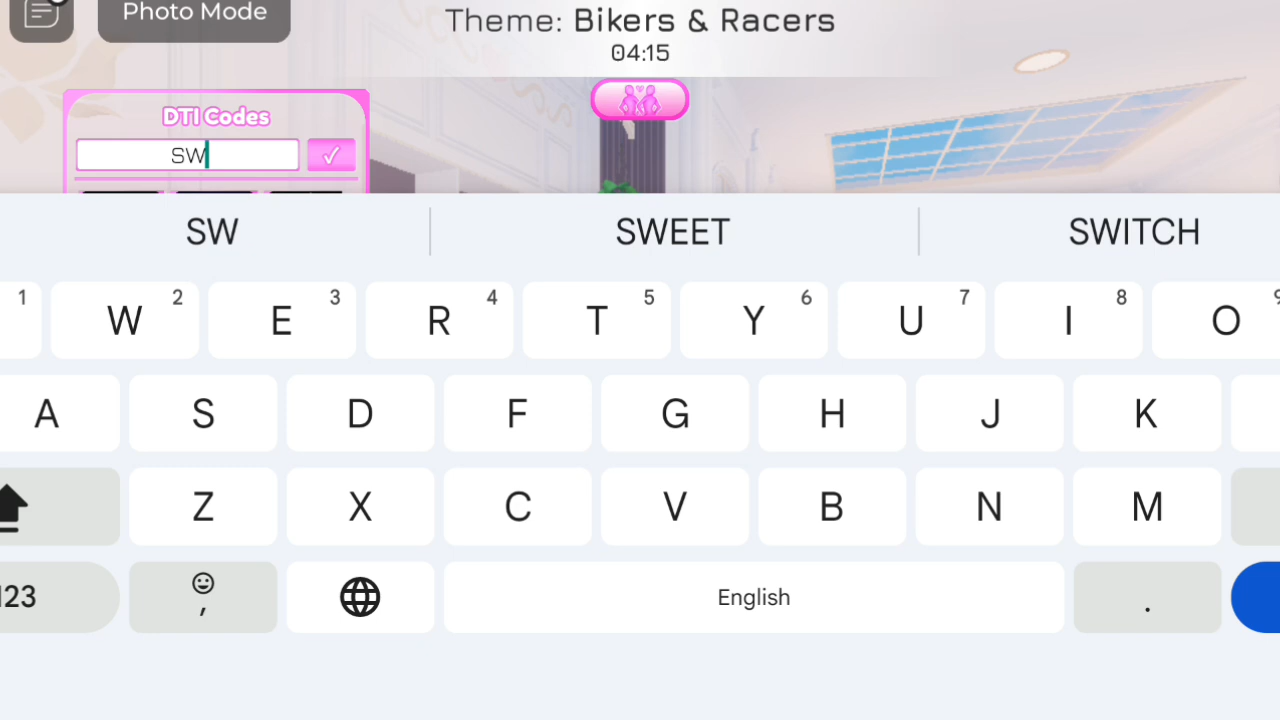 Photo Mode
Theme: Bikers & Racers
04:15
DTI Codes
SW
SW SWEET SWITCH
1 2 3 4 5 6 7 8 9
W E R T Y U I O
A S D F G H J K
Z X C V B N M
123 , English .